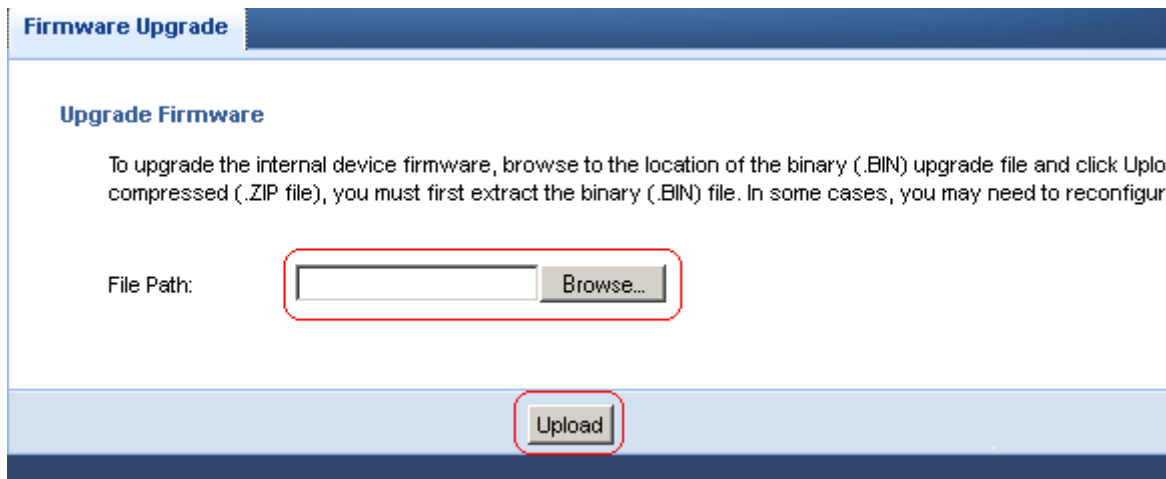 Firmware Upgrade
Upgrade Firmware
To upgrade the internal device firmware, browse to the location of the binary (.BIN) upgrade file and click Uplo
compressed (.ZIP file), you must first extract the binary (.BIN) file. In some cases, you may need to reconfigur
File Path:
Browse...
Upload